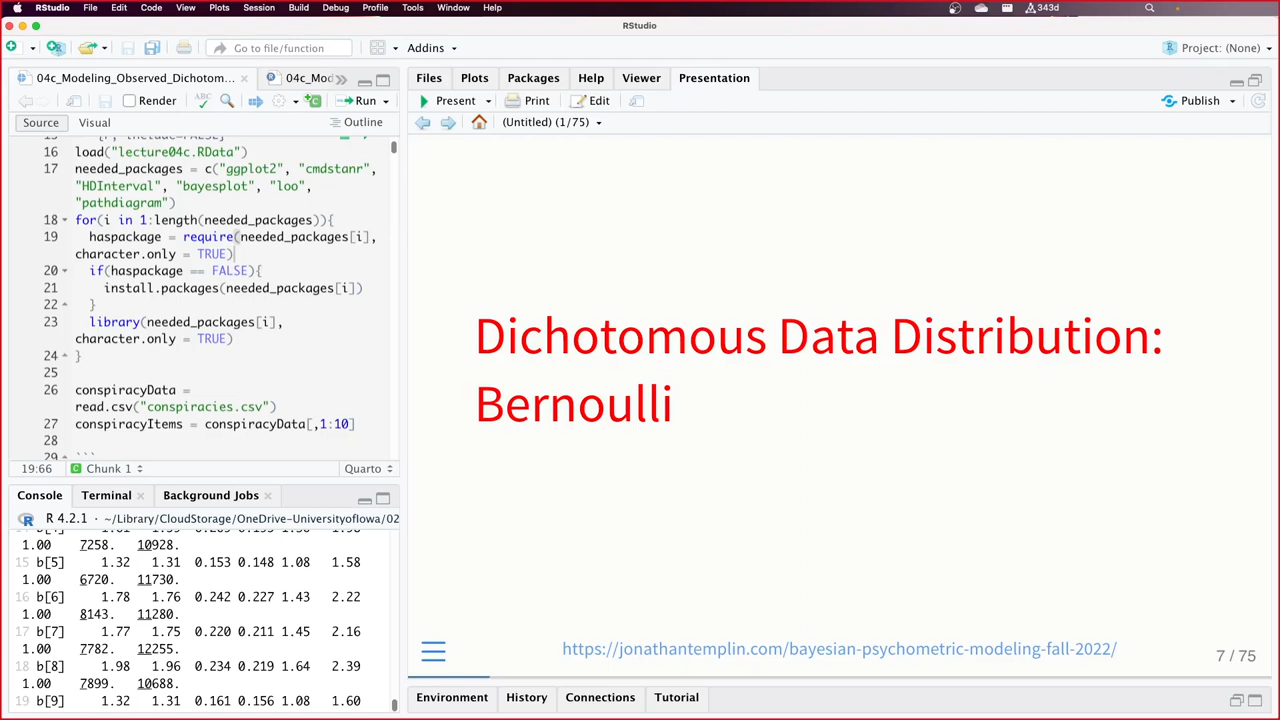 RStudio File Edit Code View Plots Session Build Debug Profile Tools Window Help 343d
RStudio
Go to file/function Addins Project: (None)
04c_Modeling_Observed_Dichotom... 04c_Mod
Render ABC Run
Source Visual Outline
16 load("lecture04c.RData")
17 needed_packages = c("ggplot2", "cmdstanr",
"HDInterval", "bayesplot", "loo",
"pathdiagram")
18 for(i in 1:length(needed_packages)){
19 haspackage = require(needed_packages[i],
character.only = TRUE)
20 if(haspackage == FALSE){
21 install.packages(needed_packages[i])
22 }
23 library(needed_packages[i],
character.only = TRUE)
24 }
25
26 conspiracyData =
read.csv("conspiracies.csv")
27 conspiracyItems = conspiracyData[,1:10]
28
29 ```
19:66 C Chunk 1 Quarto
Console Terminal Background Jobs
R R 4.2.1 · ~/Library/CloudStorage/OneDrive-UniversityofIowa/02
1.00 7258. 10928.
15 b[5] 1.32 1.31 0.153 0.148 1.08 1.58
1.00 6720. 11730.
16 b[6] 1.78 1.76 0.242 0.227 1.43 2.22
1.00 8143. 11280.
17 b[7] 1.77 1.75 0.220 0.211 1.45 2.16
1.00 7782. 12255.
18 b[8] 1.98 1.96 0.234 0.219 1.64 2.39
1.00 7899. 10688.
19 b[9] 1.32 1.31 0.161 0.156 1.08 1.60
Files Plots Packages Help Viewer Presentation
Present Print Edit Publish
(Untitled) (1/75)
Dichotomous Data Distribution:
Bernoulli
https://jonathantemplin.com/bayesian-psychometric-modeling-fall-2022/
7 / 75
Environment History Connections Tutorial